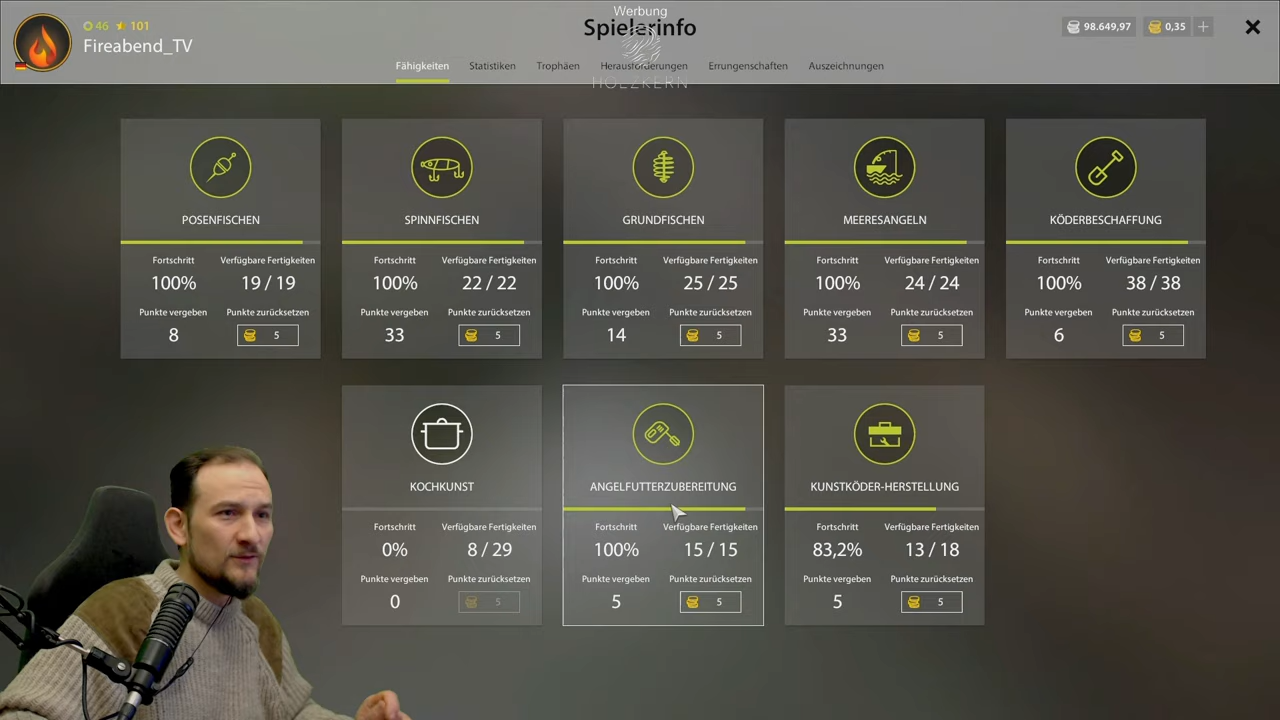 46 101
Fireabend_TV
Werbung
Spielerinfo
HOLZKERN
98.649,97
0,35
Fähigkeiten
Statistiken
Trophäen
Herausforderungen
Errungenschaften
Auszeichnungen
POSENFISCHEN
Fortschritt
Verfügbare Fertigkeiten
100%
19 / 19
Punkte vergeben
Punkte zurücksetzen
8
5
SPINNFISCHEN
Fortschritt
Verfügbare Fertigkeiten
100%
22 / 22
Punkte vergeben
Punkte zurücksetzen
33
5
GRUNDFISCHEN
Fortschritt
Verfügbare Fertigkeiten
100%
25 / 25
Punkte vergeben
Punkte zurücksetzen
14
5
MEERESANGELN
Fortschritt
Verfügbare Fertigkeiten
100%
24 / 24
Punkte vergeben
Punkte zurücksetzen
33
5
KÖDERBESCHAFFUNG
Fortschritt
Verfügbare Fertigkeiten
100%
38 / 38
Punkte vergeben
Punkte zurücksetzen
6
5
KOCHKUNST
Fortschritt
Verfügbare Fertigkeiten
0%
8 / 29
Punkte vergeben
Punkte zurücksetzen
0
5
ANGELFUTTERZUBEREITUNG
Fortschritt
Verfügbare Fertigkeiten
100%
15 / 15
Punkte vergeben
Punkte zurücksetzen
5
5
KUNSTKÖDER-HERSTELLUNG
Fortschritt
Verfügbare Fertigkeiten
83,2%
13 / 18
Punkte vergeben
Punkte zurücksetzen
5
5